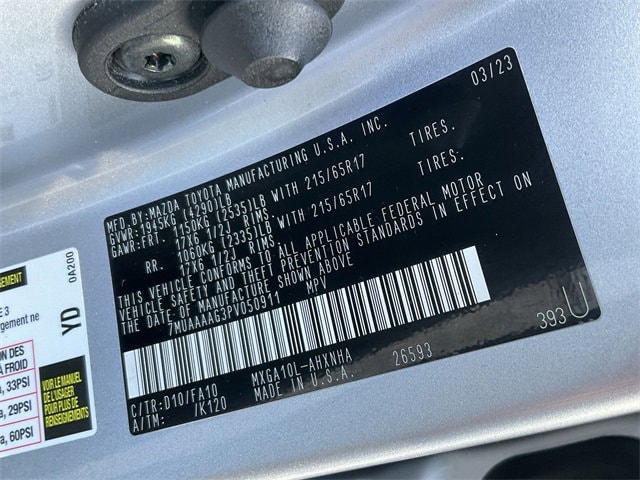 03/23
MFD.BY:MAZDA TOYOTA MANUFACTURING U.S.A. INC.
GVWR:1945KG (4290)LB
GAWR:FRT. 1150KG (2535)LB WITH 215/65R17 TIRES.
17X6 1/2J RIMS.
RR. 1060KG (2335)LB WITH 215/65R17 TIRES.
17X6 1/2J RIMS.
THIS VEHICLE CONFORMS TO ALL APPLICABLE FEDERAL MOTOR
VEHICLE SAFETY AND THEFT PREVENTION STANDARDS IN EFFECT ON
THE DATE OF MANUFACTURE SHOWN ABOVE
7MUAAAAG3PV050911 MPV
393 U
C/TR:D10/FA10 MXGA10L-AHXNHA 26593
A/TM: /K120 MADE IN U.S.A.
YD
0A200
33PSI
29PSI
60PSI
VOIR LE MANUEL
DE L'USAGER
POUR PLUS DE
RENSEIGNEMENTS